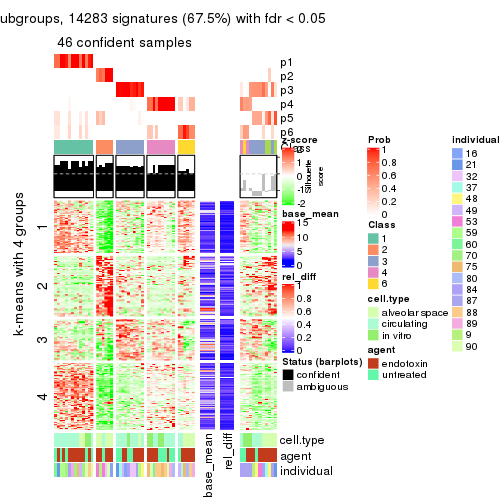 ubgroups, 14283 signatures (67.5%) with fdr < 0.05
46 confident samples
p1
p2
p3
p4
p5
p6
Class
Silhouette
score
k-means with 4 groups
1
2
3
4
z-score
2
1
0
-1
-2
base_mean
15
10
5
0
rel_diff
1
0.8
0.6
0.4
0.2
0
Status (barplots)
confident
ambiguous
Prob
1
0.8
0.6
0.4
0.2
0
Class
1
2
3
4
6
cell.type
alveolar space
circulating
in vitro
agent
endotoxin
untreated
individual
16
21
32
37
48
49
53
59
60
70
75
80
84
87
88
89
9
90
cell.type
agent
individual
base_mean
rel_diff